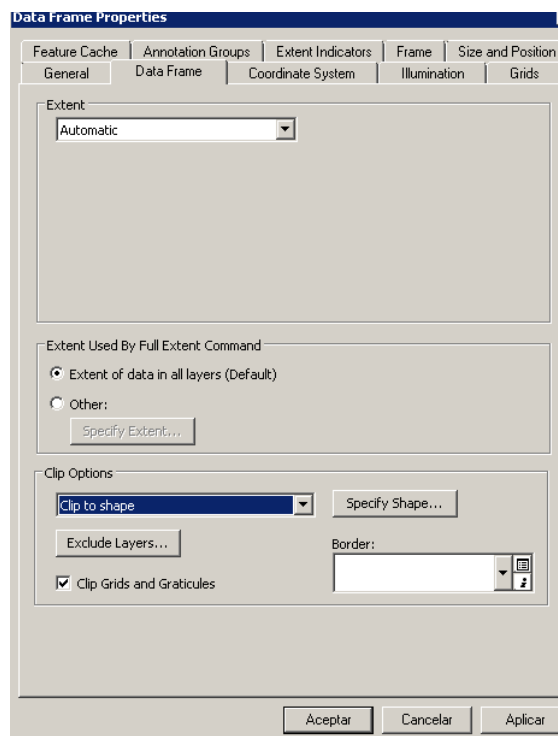 Data Frame Properties
Feature Cache Annotation Groups Extent Indicators Frame Size and Position
General Data Frame Coordinate System Illumination Grids
Extent
Automatic
Extent Used By Full Extent Command
Extent of data in all layers (Default)
Other:
Specify Extent...
Clip Options
Clip to shape Specify Shape...
Exclude Layers... Border:
Clip Grids and Graticules
Aceptar Cancelar Aplicar